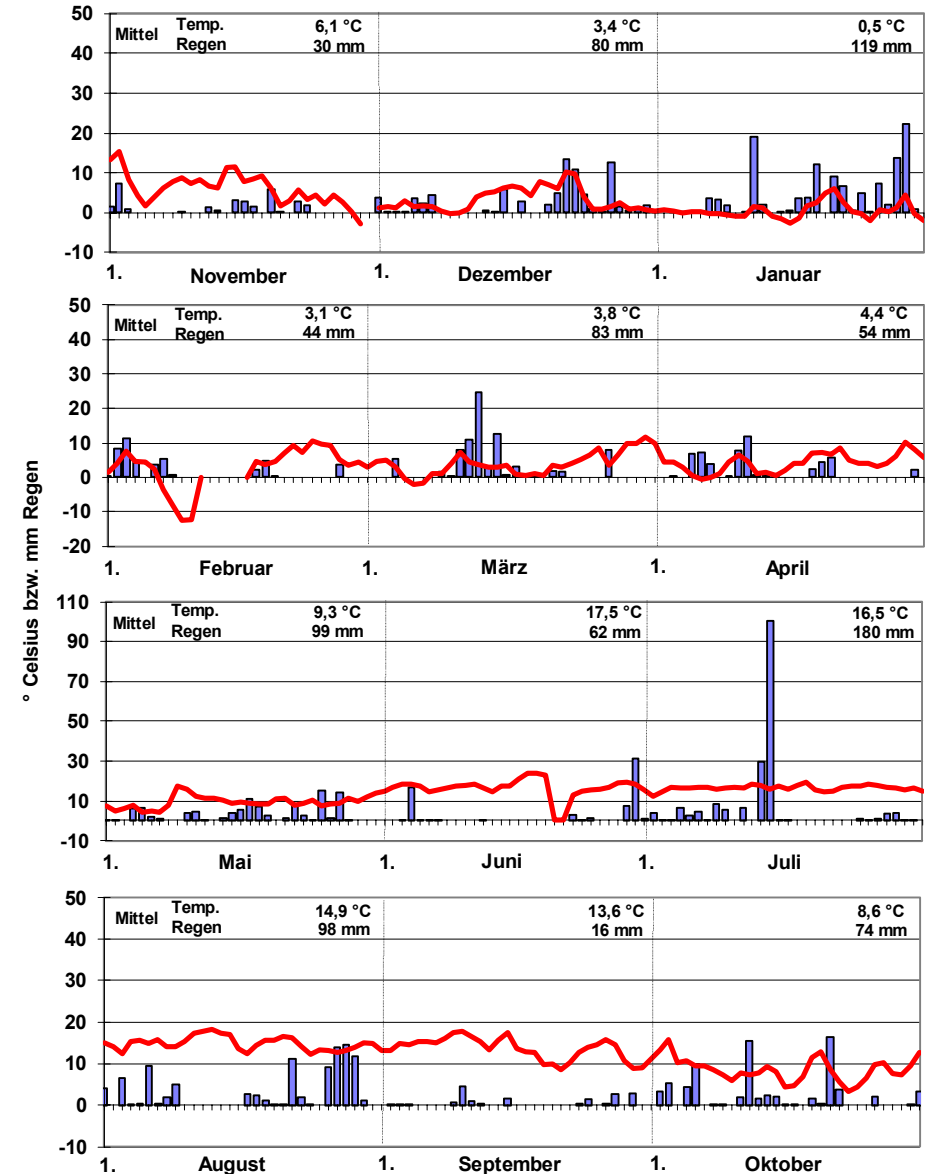 ° Celsius bzw. mm Regen
50
40
30
20
10
0
-10
Mittel Temp. 6,1 °C 3,4 °C 0,5 °C
Regen 30 mm 80 mm 119 mm
1. November 1. Dezember 1. Januar
50
40
30
20
10
0
-10
-20
Mittel Temp. 3,1 °C 3,8 °C 4,4 °C
Regen 44 mm 83 mm 54 mm
1. Februar 1. März 1. April
110
90
70
50
30
10
-10
Mittel Temp. 9,3 °C 17,5 °C 16,5 °C
Regen 99 mm 62 mm 180 mm
1. Mai 1. Juni 1. Juli
50
40
30
20
10
0
-10
Mittel Temp. 14,9 °C 13,6 °C 8,6 °C
Regen 98 mm 16 mm 74 mm
1. August 1. September 1. Oktober